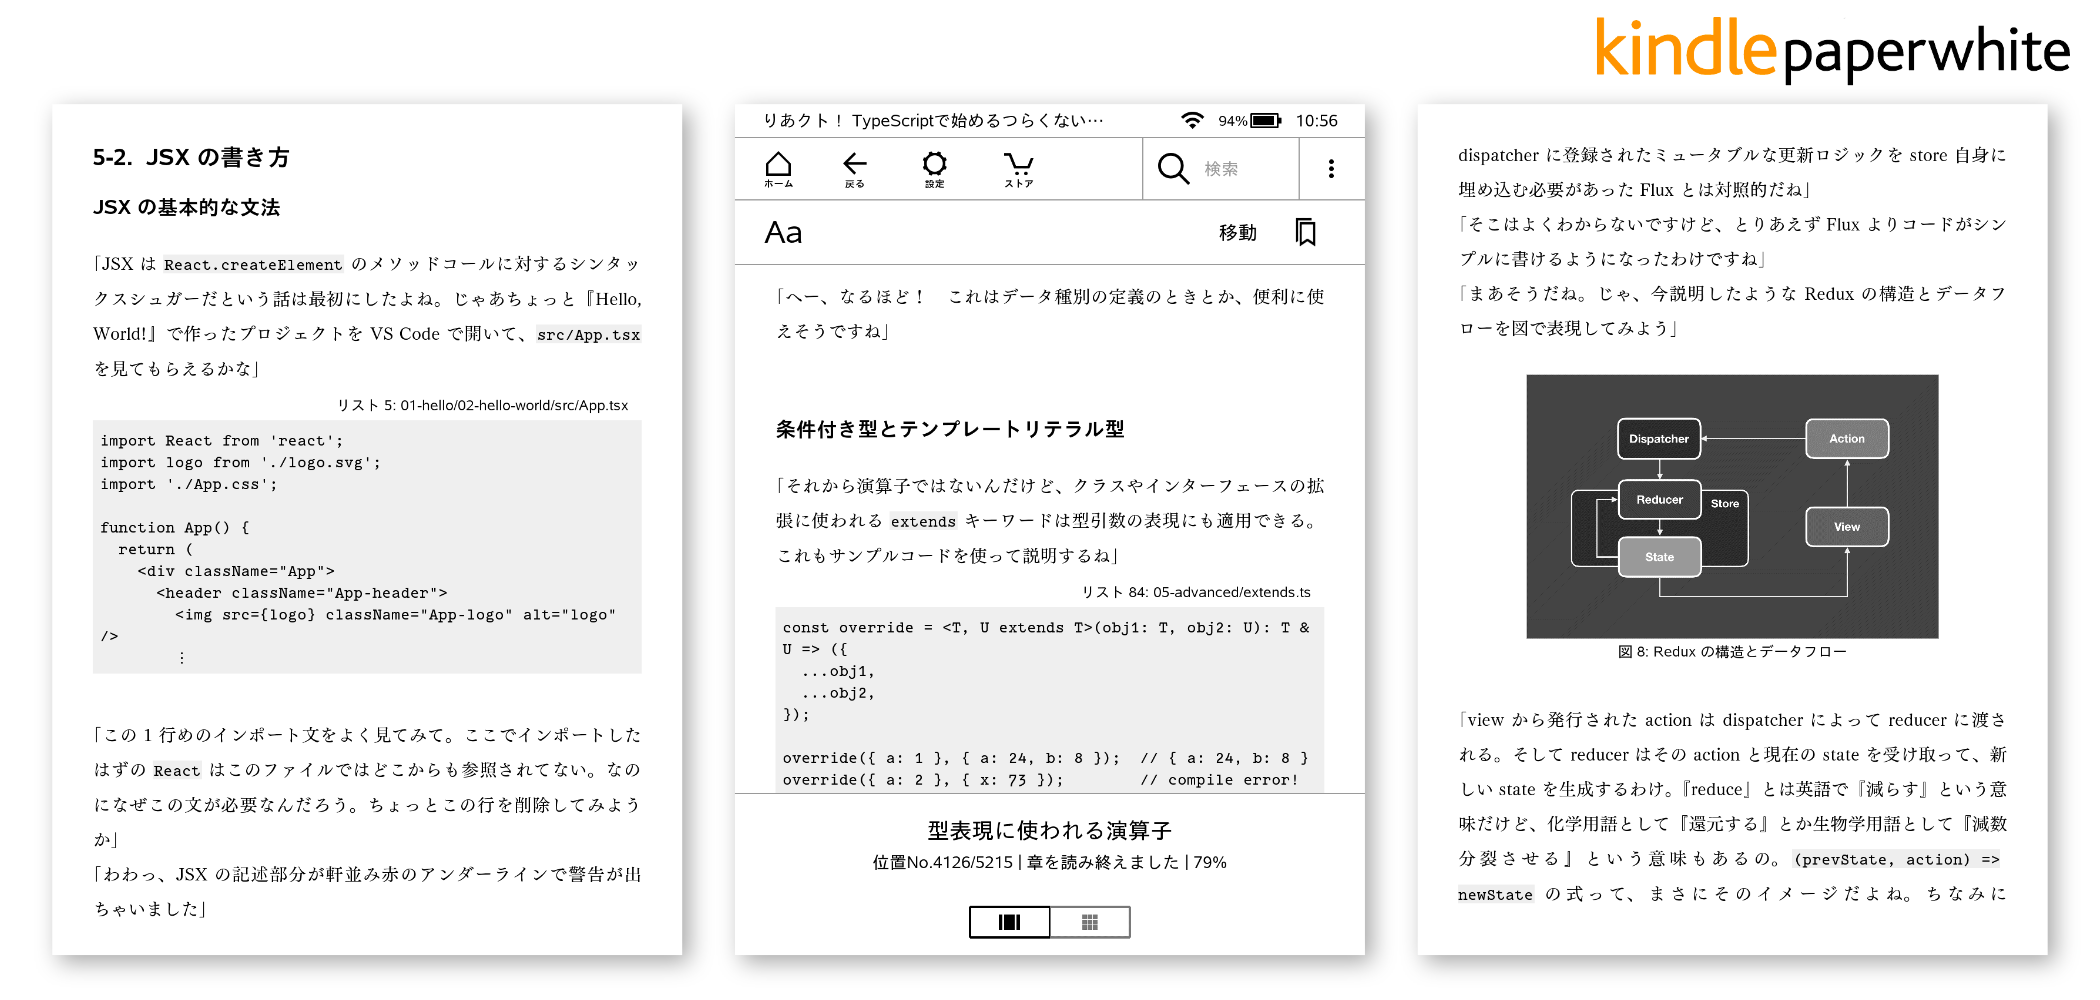 kindlepaperwhite
5-2. JSX の書き方
JSX の基本的な文法
「JSX は React.createElement のメソッドコールに対するシンタッ
クスシュガーだという話は最初にしたよね。じゃあちょっと『Hello,
World!』で作ったプロジェクトを VS Code で開いて、src/App.tsx
を見てもらえるかな」
リスト 5: 01-hello/02-hello-world/src/App.tsx
import React from 'react';
import logo from './logo.svg';
import './App.css';
function App() {
return (
<div className="App">
<header className="App-header">
<img src={logo} className="App-logo" alt="logo"
/>
⋮
「この 1 行めのインポート文をよく見てみて。ここでインポートした
はずの React はこのファイルではどこからも参照されてない。なの
になぜこの文が必要なんだろう。ちょっとこの行を削除してみよう
か」
「わわっ、JSX の記述部分が軒並み赤のアンダーラインで警告が出
ちゃいました」
りあクト！ TypeScriptで始めるつらくない…
94% 10:56
ホーム 戻る 設定 ストア 検索
Aa 移動
「へー、なるほど！　これはデータ種別の定義のときとか、便利に使
えそうですね」
条件付き型とテンプレートリテラル型
「それから演算子ではないんだけど、クラスやインターフェースの拡
張に使われる extends キーワードは型引数の表現にも適用できる。
これもサンプルコードを使って説明するね」
リスト 84: 05-advanced/extends.ts
const override = <T, U extends T>(obj1: T, obj2: U): T &
U => ({
...obj1,
...obj2,
});
override({ a: 1 }, { a: 24, b: 8 }); // { a: 24, b: 8 }
override({ a: 2 }, { x: 73 }); // compile error!
型表現に使われる演算子
位置No.4126/5215 | 章を読み終えました | 79%
dispatcher に登録されたミュータブルな更新ロジックを store 自身に
埋め込む必要があった Flux とは対照的だね」
「そこはよくわからないですけど、とりあえず Flux よりコードがシン
プルに書けるようになったわけですね」
「まあそうだね。じゃ、今説明したような Redux の構造とデータフ
ローを図で表現してみよう」
Dispatcher
Action
Reducer
Store
View
State
図 8: Redux の構造とデータフロー
「view から発行された action は dispatcher によって reducer に渡さ
れる。そして reducer はその action と現在の state を受け取って、新
しい state を生成するわけ。『reduce』とは英語で『減らす』という意
味だけど、化学用語として『還元する』とか生物学用語として『減数
分裂させる』という意味もあるの。(prevState, action) =>
newState の式って、まさにそのイメージだよね。ちなみに